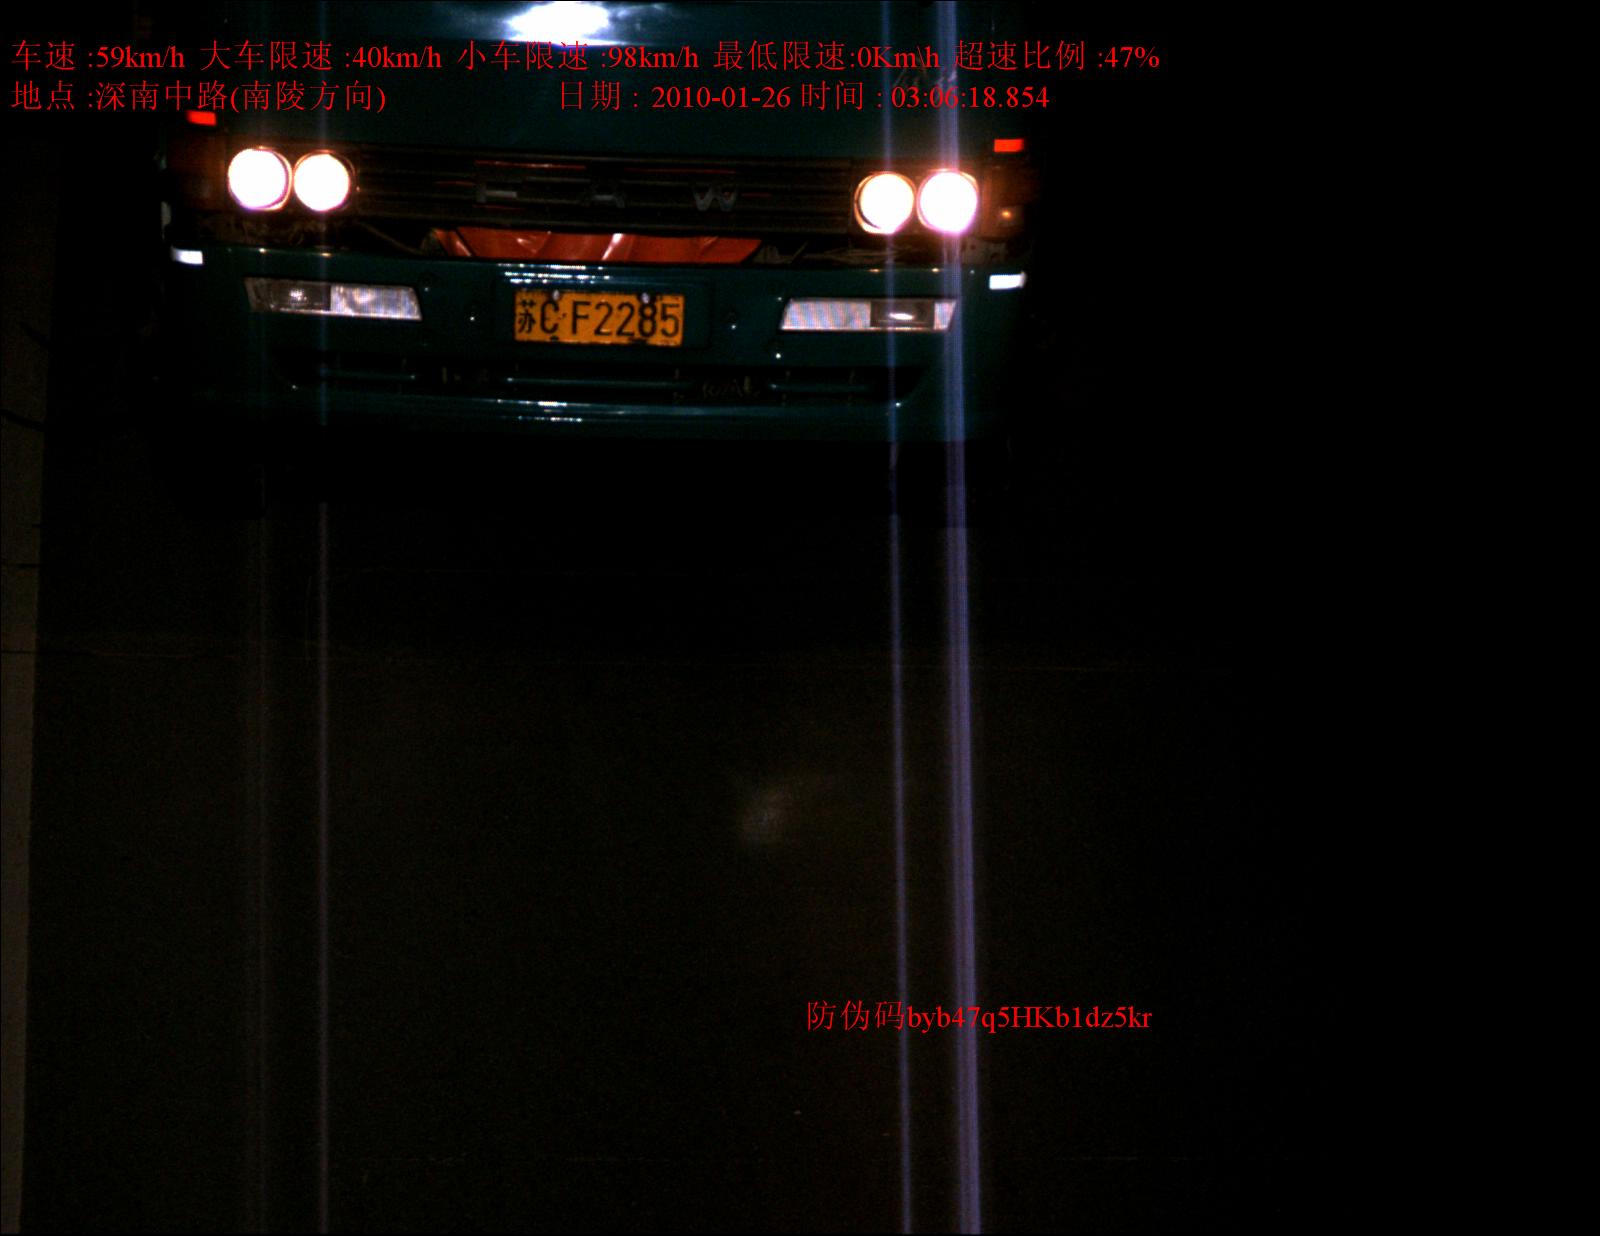 车速 :59km/h 大车限速 :40km/h 小车限速 :98km/h 最低限速:0Km\h 超速比例 :47%
地点 :深南中路(南陵方向) 日期 : 2010-01-26 时间 : 03:06:18.854
FAW
苏C·F2285
防伪码byb47q5HKb1dz5kr